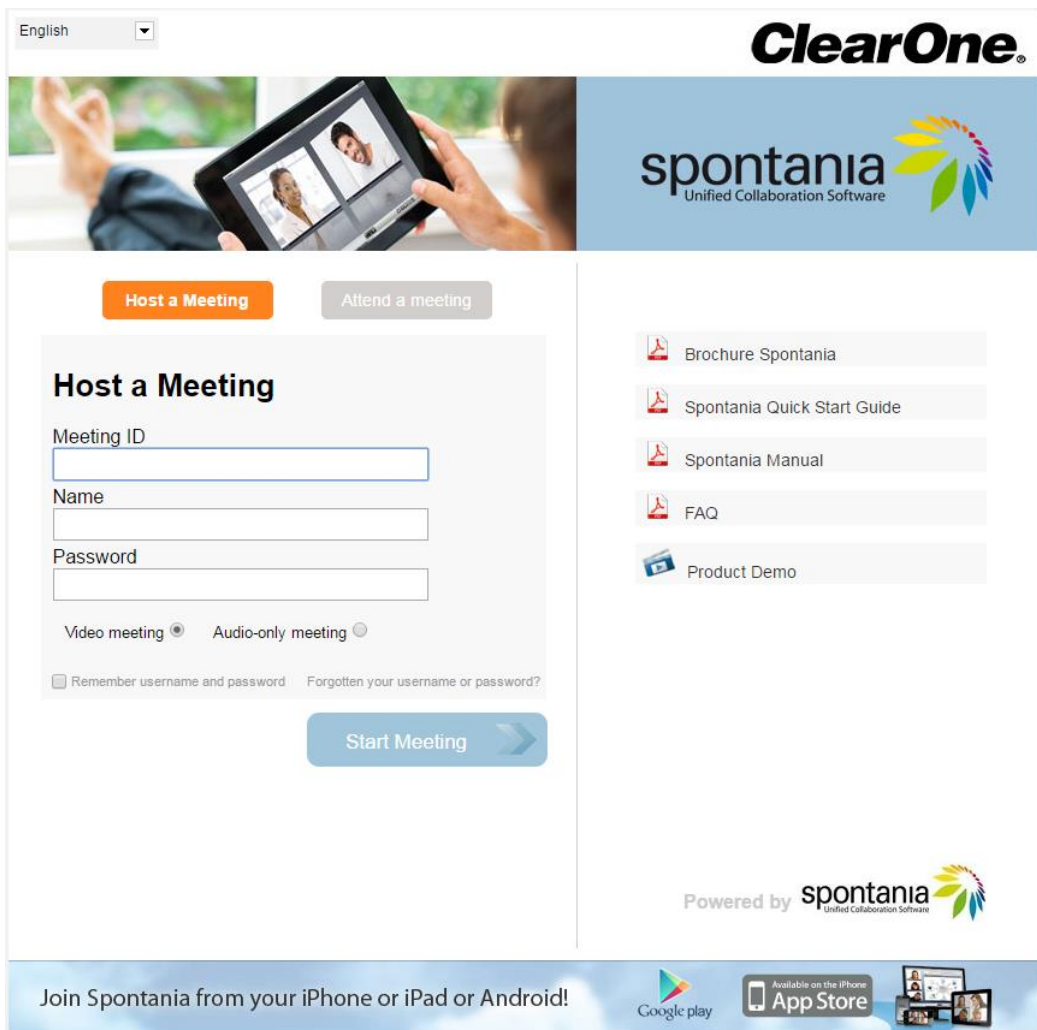 English
ClearOne®
spontania
Unified Collaboration Software
Host a Meeting
Attend a meeting
Host a Meeting
Meeting ID
Name
Password
Video meeting
Audio-only meeting
Remember username and password
Forgotten your username or password?
Start Meeting
Brochure Spontania
Spontania Quick Start Guide
Spontania Manual
FAQ
Product Demo
Powered by spontania
Unified Collaboration Software
Join Spontania from your iPhone or iPad or Android!
Google play
Available on the iPhone
App Store